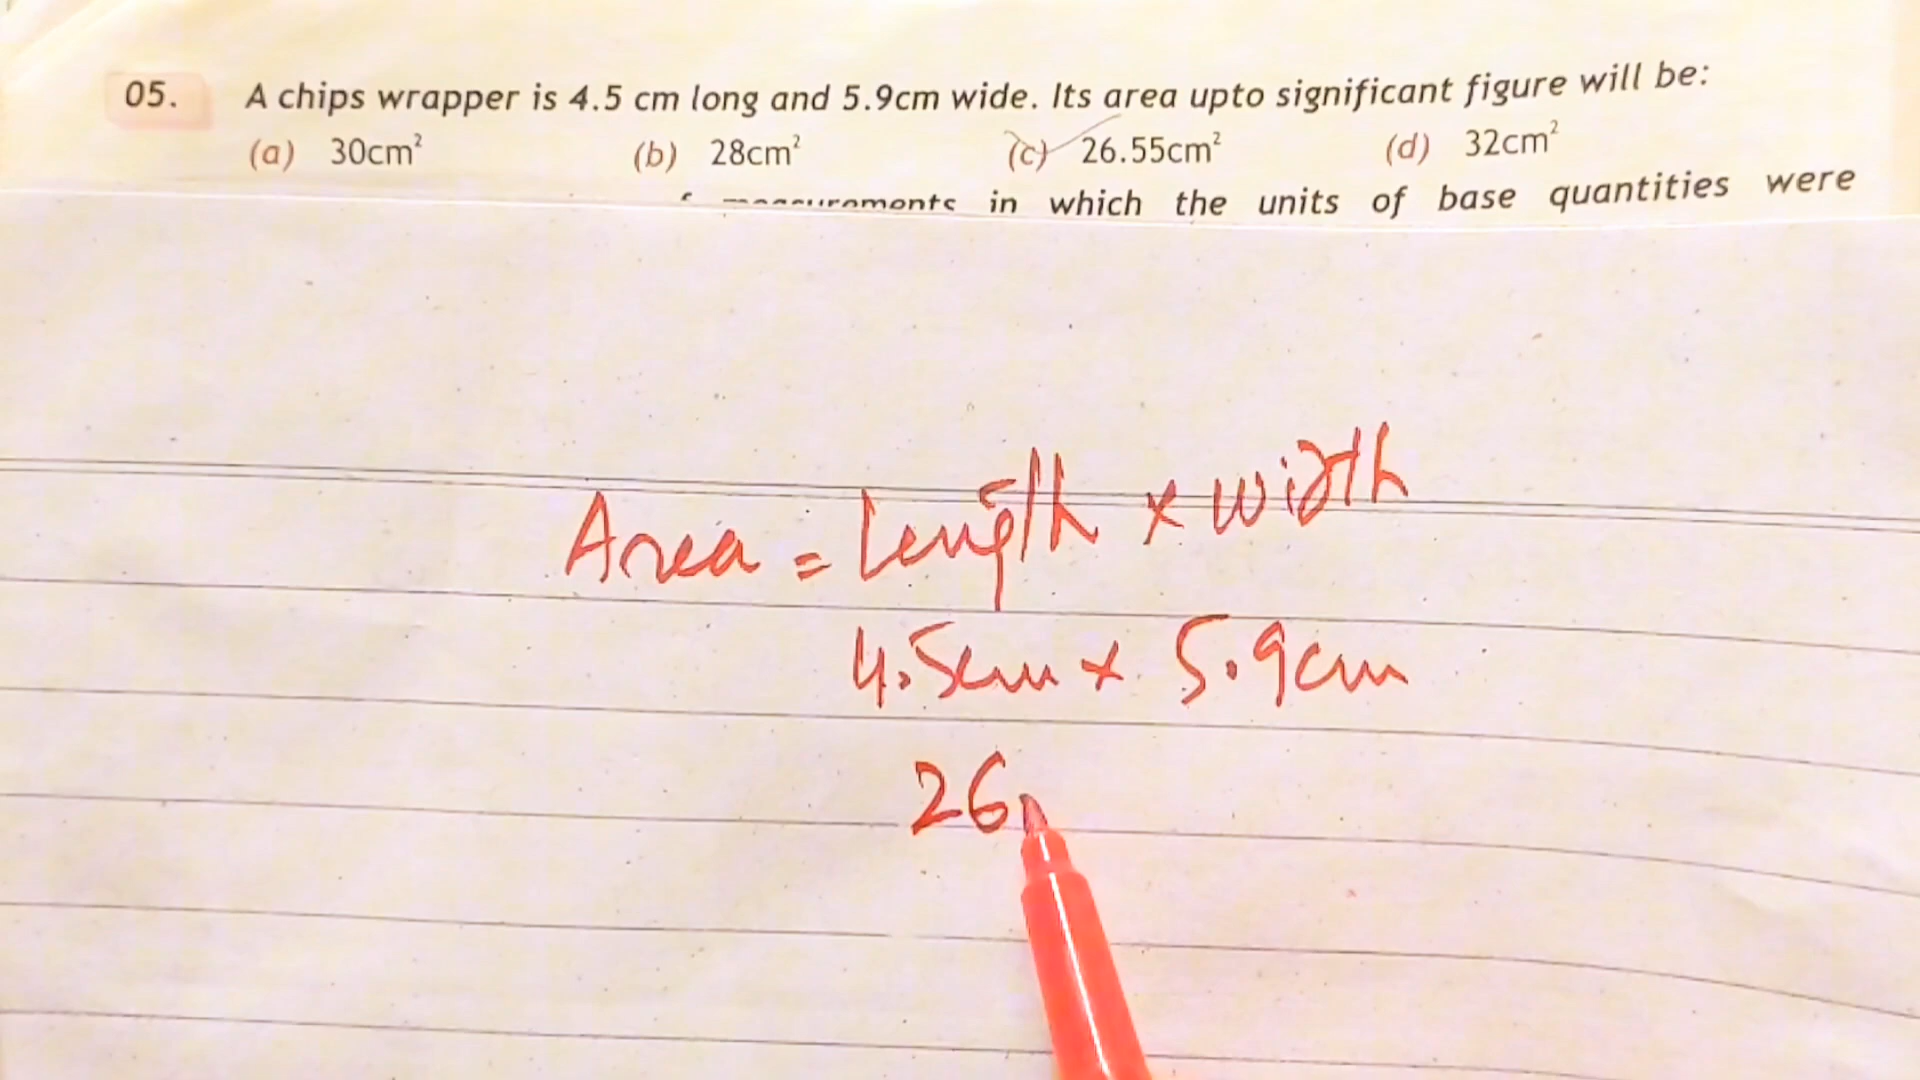 05. A chips wrapper is 4.5 cm long and 5.9cm wide. Its area upto significant figure will be:
(a) 30cm² (b) 28cm² (c) 26.55cm² (d) 32cm²
measurements in which the units of base quantities were
Area = Length × width
4.5cm × 5.9cm
26